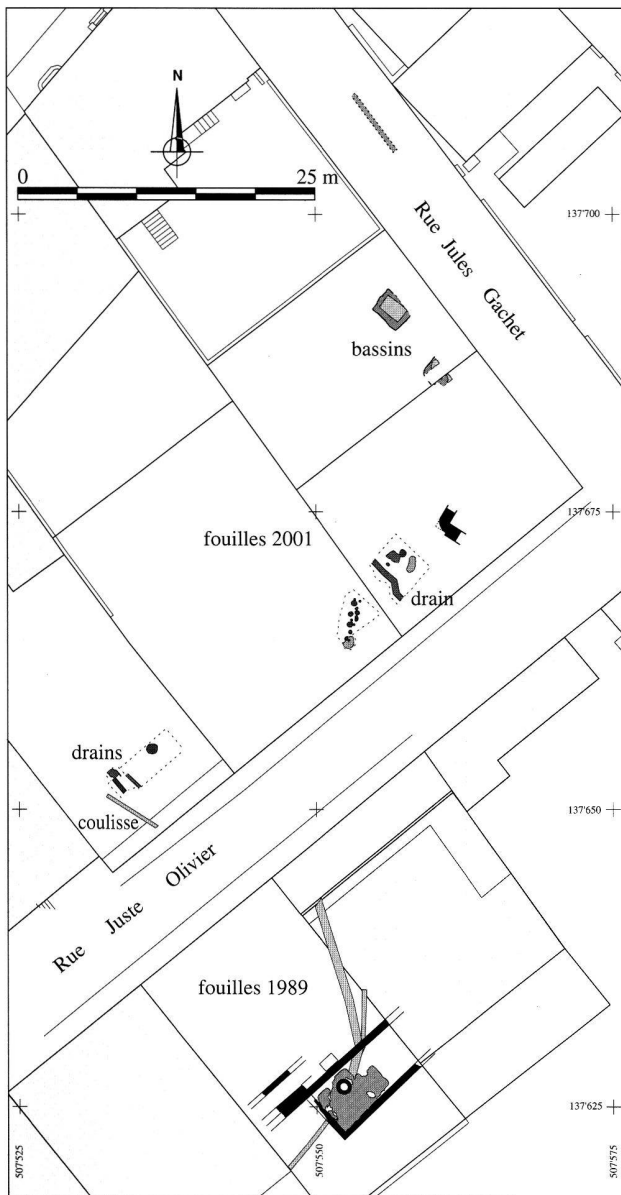 N
0 25 m
137'700
Rue Jules Gachet
bassins
137'675
fouilles 2001
drain
drains
coulisse
137'650
Rue Juste Olivier
fouilles 1989
137'625
507'525
507'550
507'575